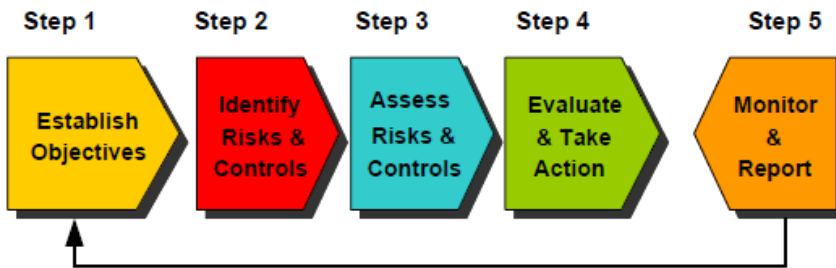 Step 1
Step 2
Step 3
Step 4
Step 5
Establish
Objectives
Identify
Risks &
Controls
Assess
Risks &
Controls
Evaluate
& Take
Action
Monitor
&
Report